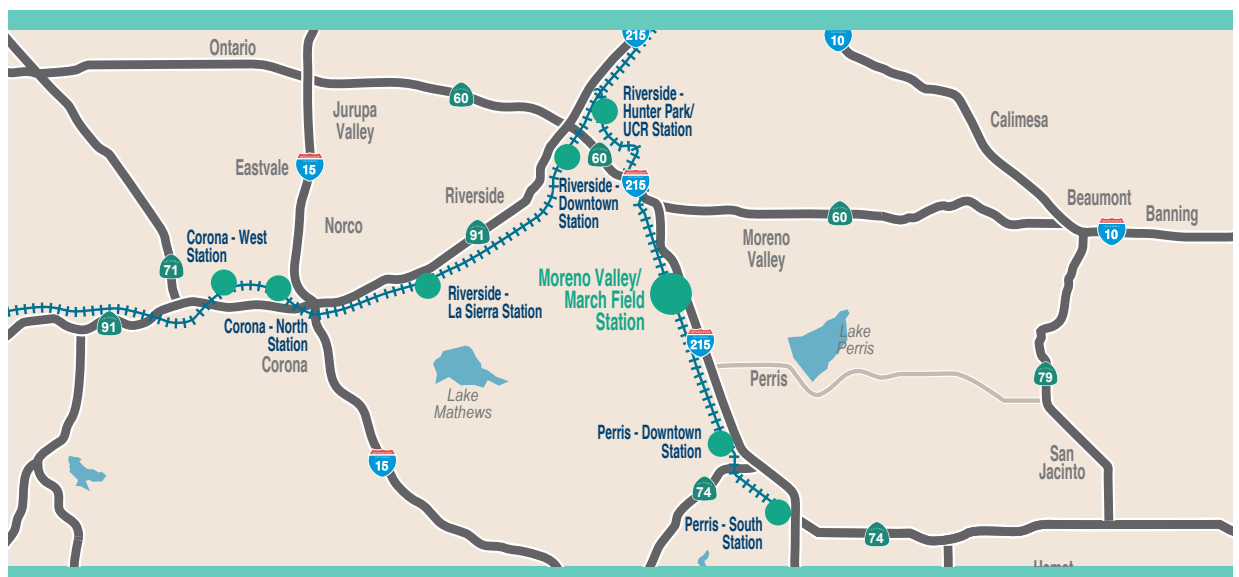 Ontario
215
10
60
Riverside -
Hunter Park/
UCR Station
Jurupa
Valley
Calimesa
Eastvale
15
60
215
Riverside
Riverside -
Downtown
Station
Beaumont
Banning
60
10
Norco
91
Corona - West
Station
71
Moreno
Valley
Moreno Valley/
March Field
Station
Riverside -
La Sierra Station
91
Corona - North
Station
Corona
215
Lake
Perris
Lake
Mathews
Perris
79
Perris - Downtown
Station
15
San
Jacinto
74
Perris - South
Station
74